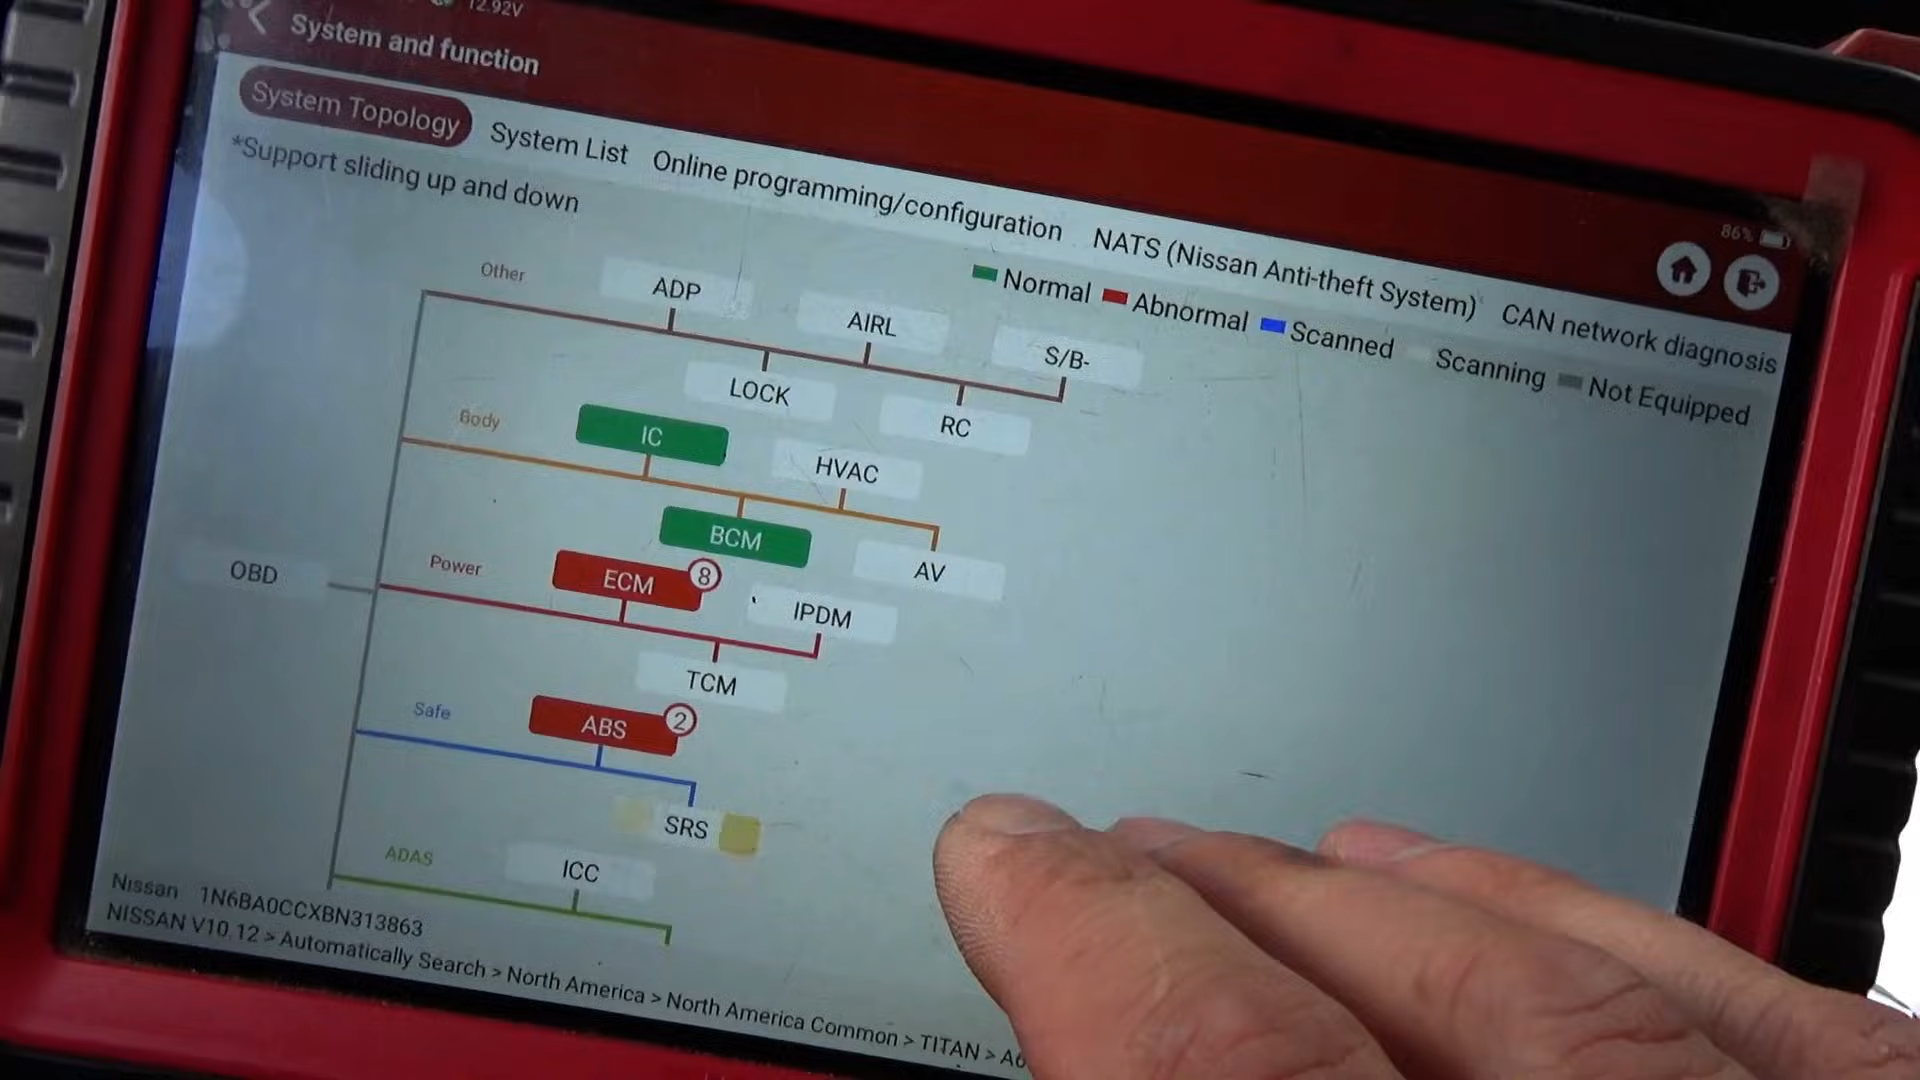 12.92V
System and function
86%
System Topology System List Online programming/configuration NATS (Nissan Anti-theft System) CAN network diagnosis
*Support sliding up and down
Normal Abnormal Scanned Scanning Not Equipped
Other ADP AIRL S/B-
LOCK RC
Body IC HVAC
BCM AV
OBD
Power ECM 8 IPDM
TCM
Safe ABS 2
SRS
ADAS ICC
Nissan 1N6BA0CCXBN313863
NISSAN V10.12 > Automatically Search > North America > North America Common > TITAN >